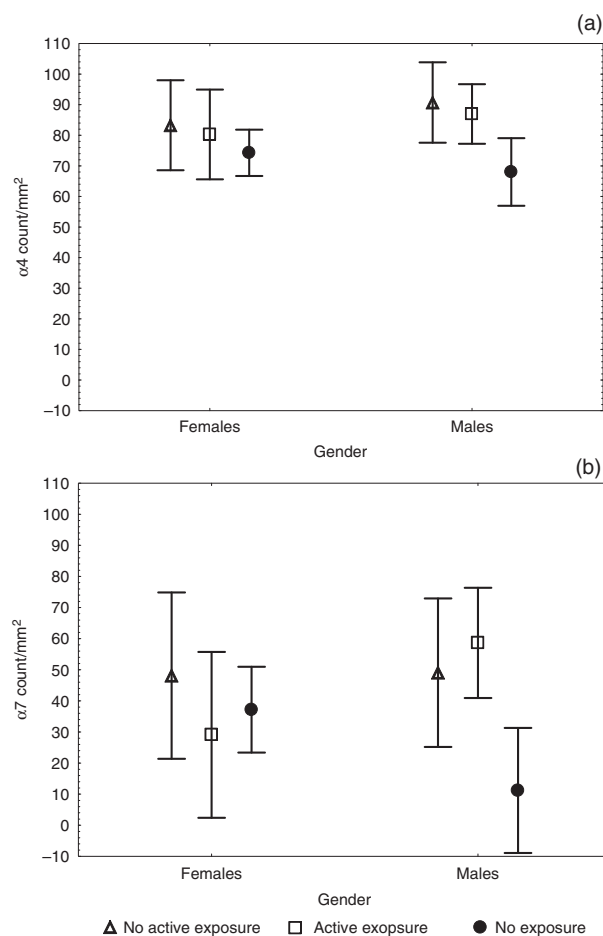 (a)
110
100
90
80
70
60
50
40
30
20
10
0
–10
α4 count/mm²
Females
Males
Gender
(b)
110
100
90
80
70
60
50
40
30
20
10
0
–10
α7 count/mm²
Females
Males
Gender
No active exposure
Active exopsure
No exposure